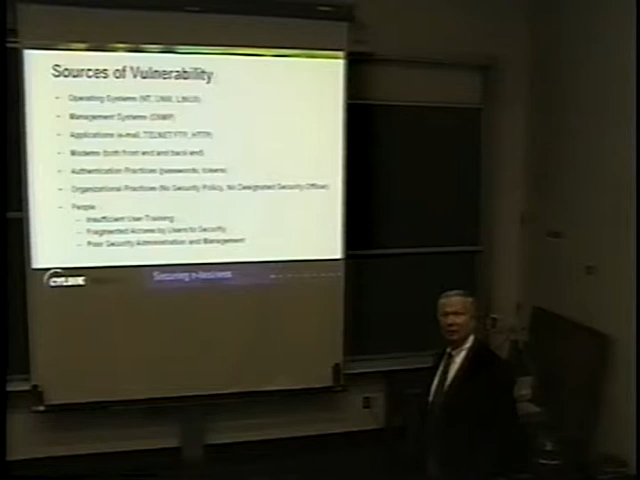 Sources of Vulnerability
- Operating Systems (NT, UNIX, LINUX)
- Management Systems (SNMP)
- Applications (e-mail, TELNET FTP, HTTP)
- Modems (both front end and back end)
- Authentication Practices (passwords, tokens)
- Organizational Practices (No Security Policy, No Designated Security Officer)
- People
- Insufficient User Training
- Fragmented Access by Users to Security
- Poor Security Administration and Management
CYLINK
Securing e-business